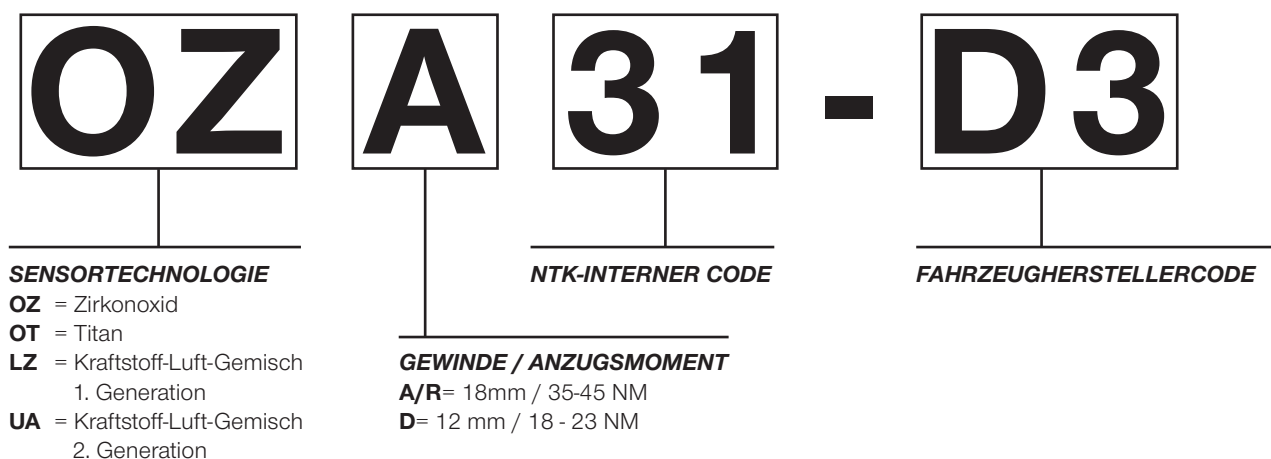 OZ A 31 - D3
SENSORTECHNOLOGIE
OZ = Zirkonoxid
OT = Titan
LZ = Kraftstoff-Luft-Gemisch
1. Generation
UA = Kraftstoff-Luft-Gemisch
2. Generation
GEWINDE / ANZUGSMOMENT
A/R= 18mm / 35-45 NM
D= 12 mm / 18 - 23 NM
NTK-INTERNER CODE
FAHRZEUGHERSTELLERCODE